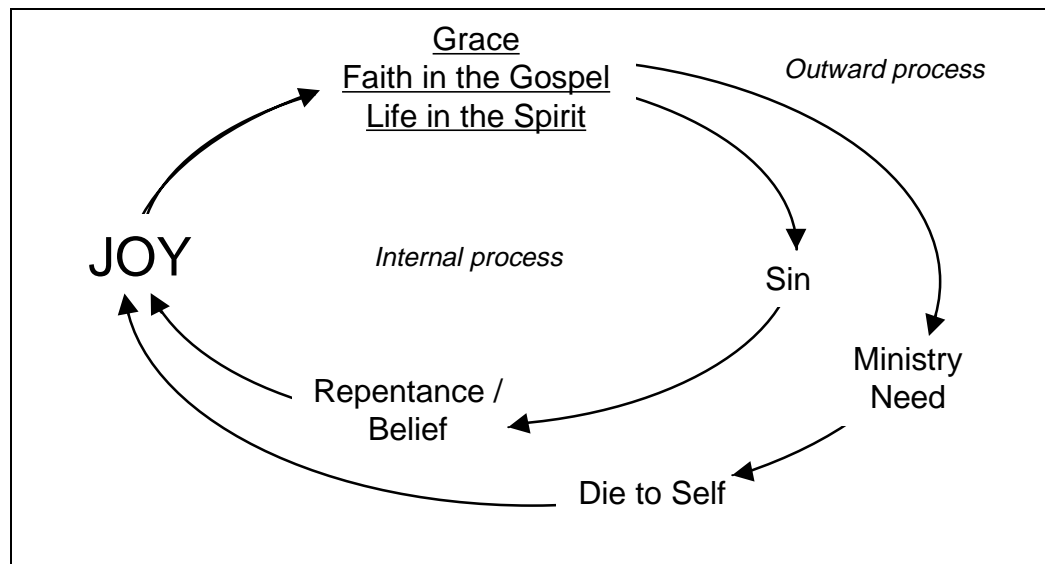 Grace
Faith in the Gospel
Life in the Spirit
Outward process
JOY
Internal process
Sin
Ministry
Need
Repentance /
Belief
Die to Self